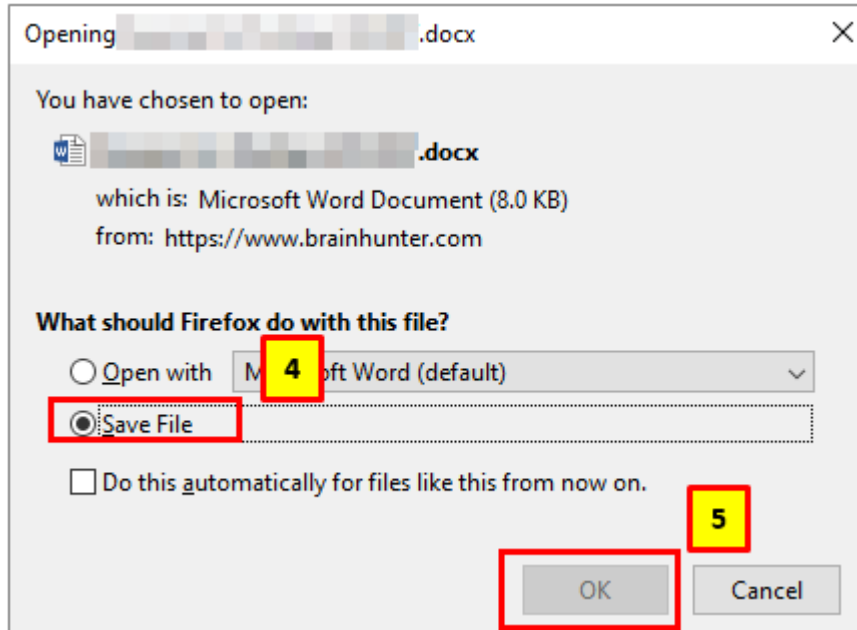 Opening .docx
You have chosen to open:
.docx
which is: Microsoft Word Document (8.0 KB)
from: https://www.brainhunter.com
What should Firefox do with this file?
Open with M oft Word (default)
4
Save File
Do this automatically for files like this from now on.
5
OK Cancel